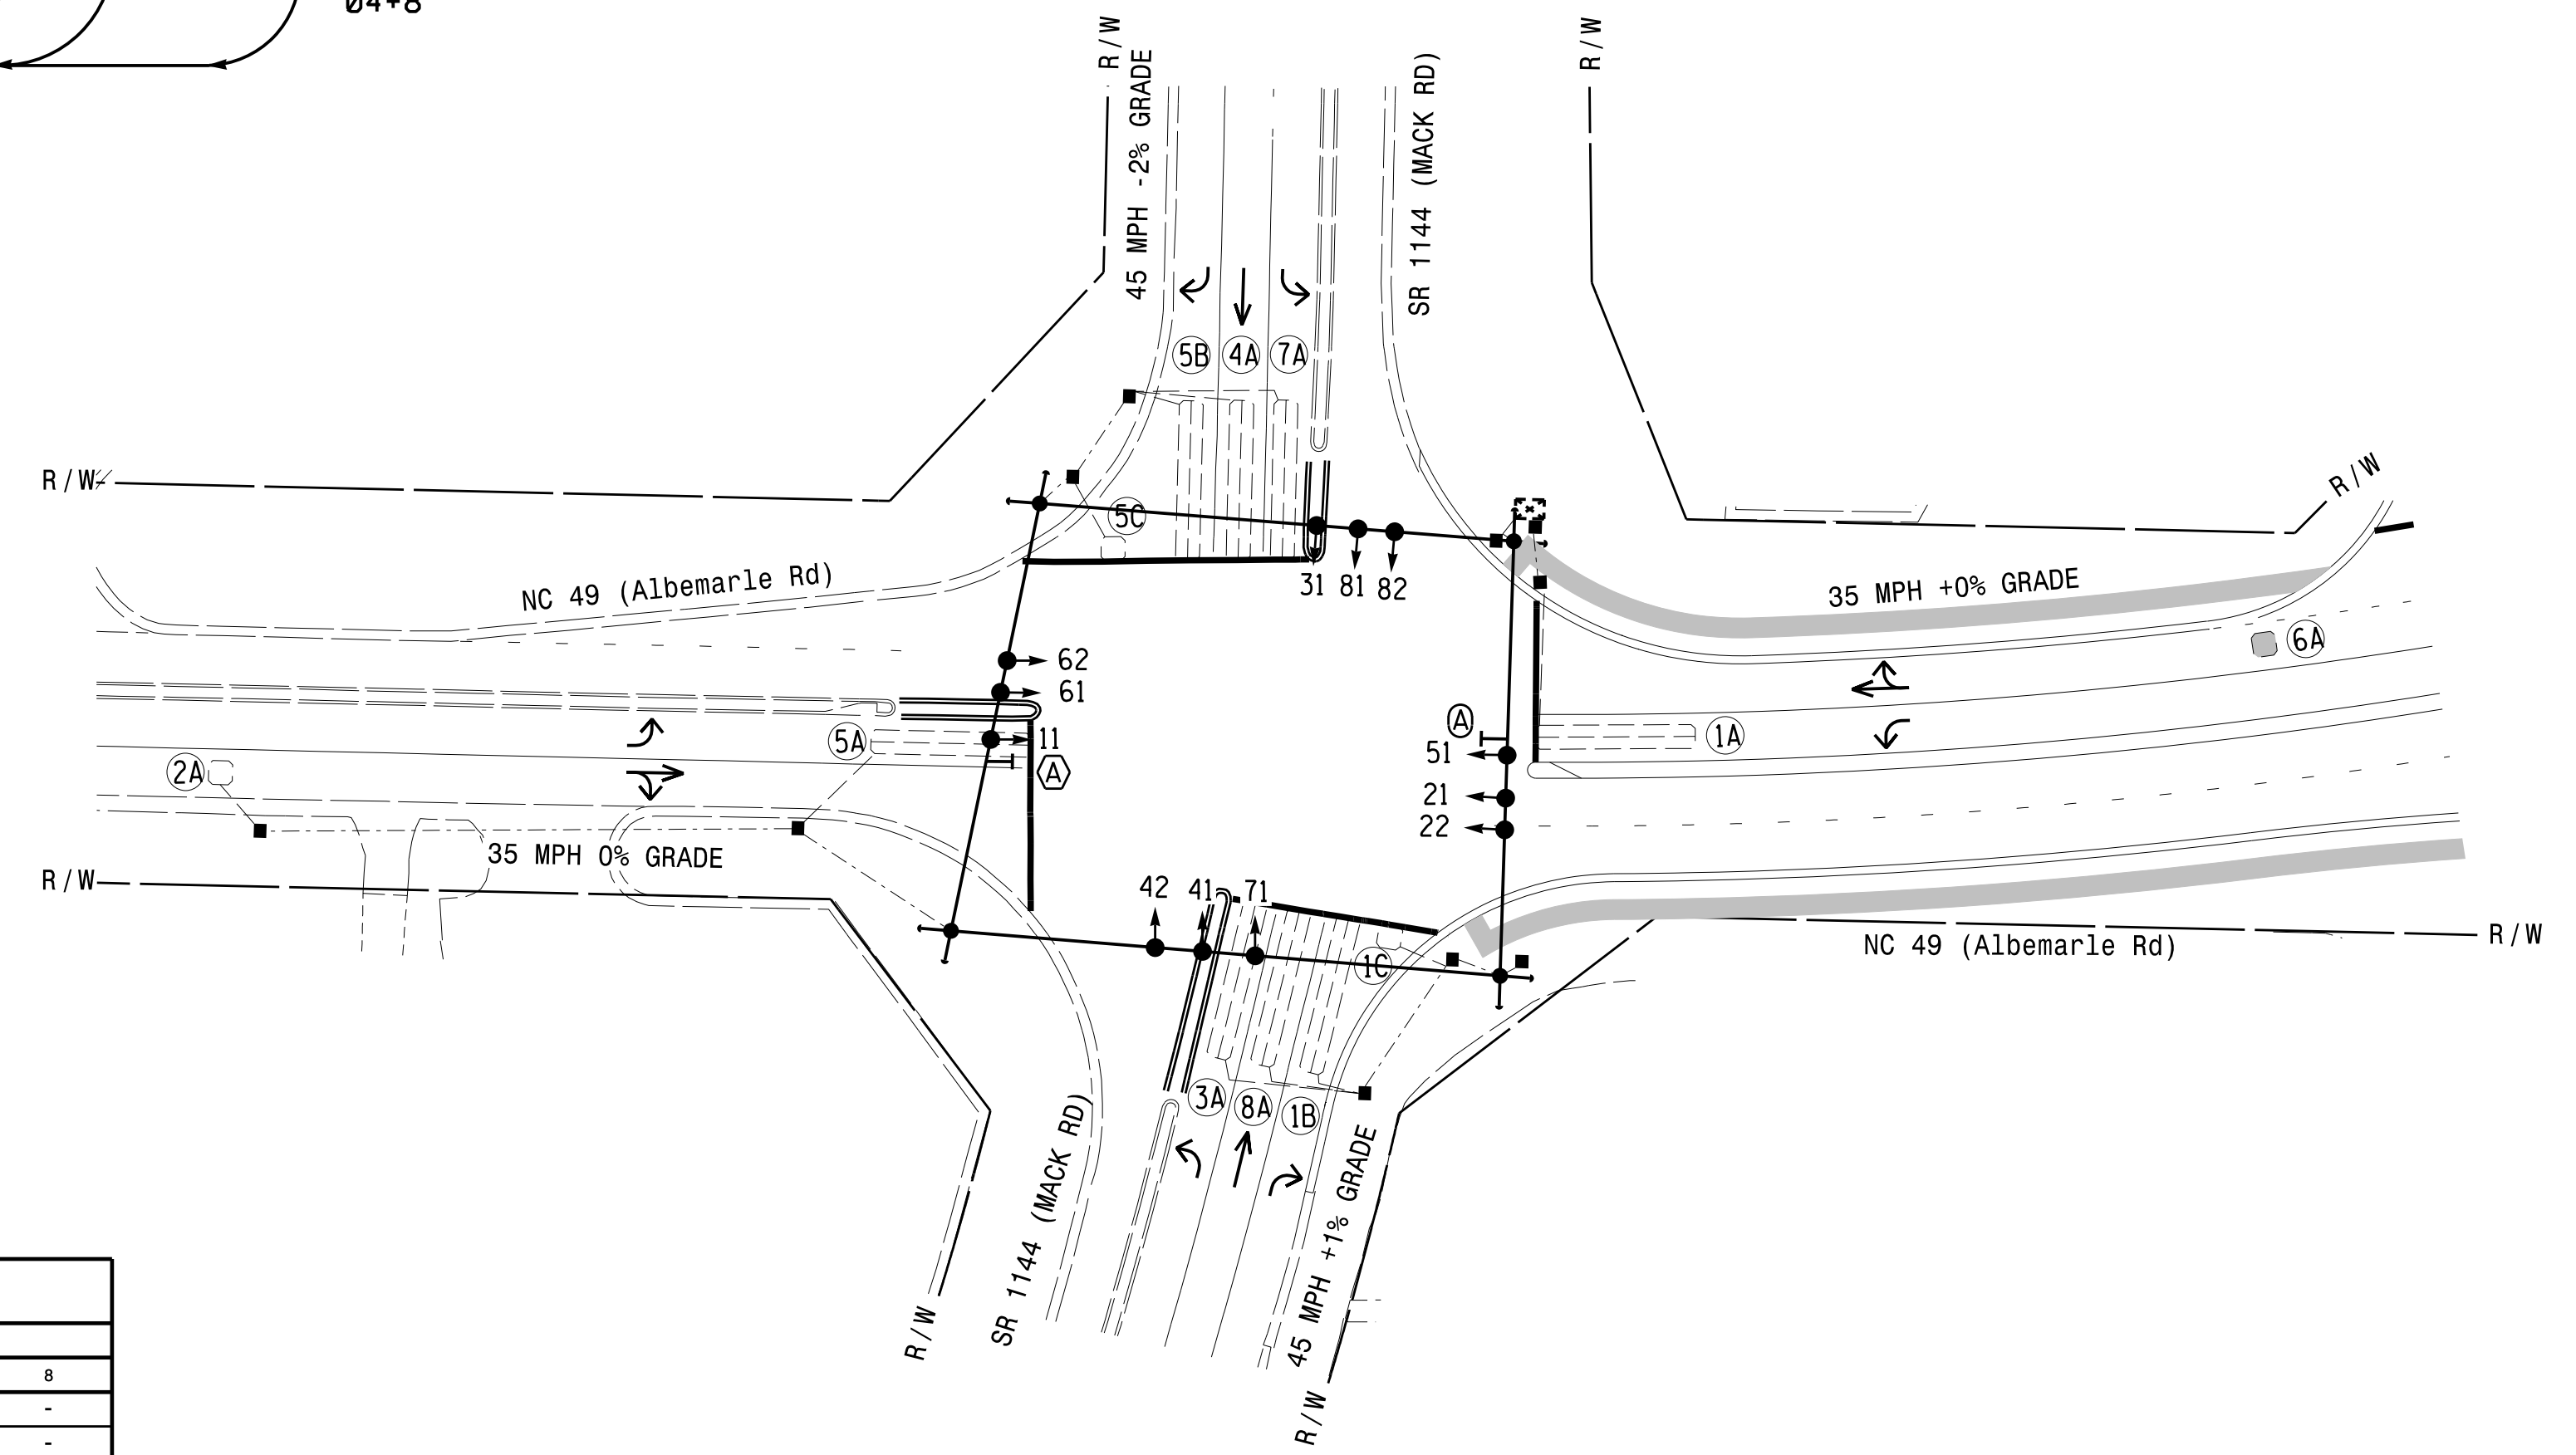 Ø4+8
R/W
45 MPH -2% GRADE
SR 1144 (MACK RD)
R/W
5B
4A
7A
R/W
R/W
5C
31
81
82
NC 49 (Albemarle Rd)
35 MPH +0% GRADE
6A
62
61
5A
11
A
2A
A
51
1A
21
22
35 MPH 0% GRADE
R/W
42
41
71
R/W
NC 49 (Albemarle Rd)
1C
3A
8A
1B
SR 1144 (MACK RD)
45 MPH +1% GRADE
R/W
R/W
8
-
-